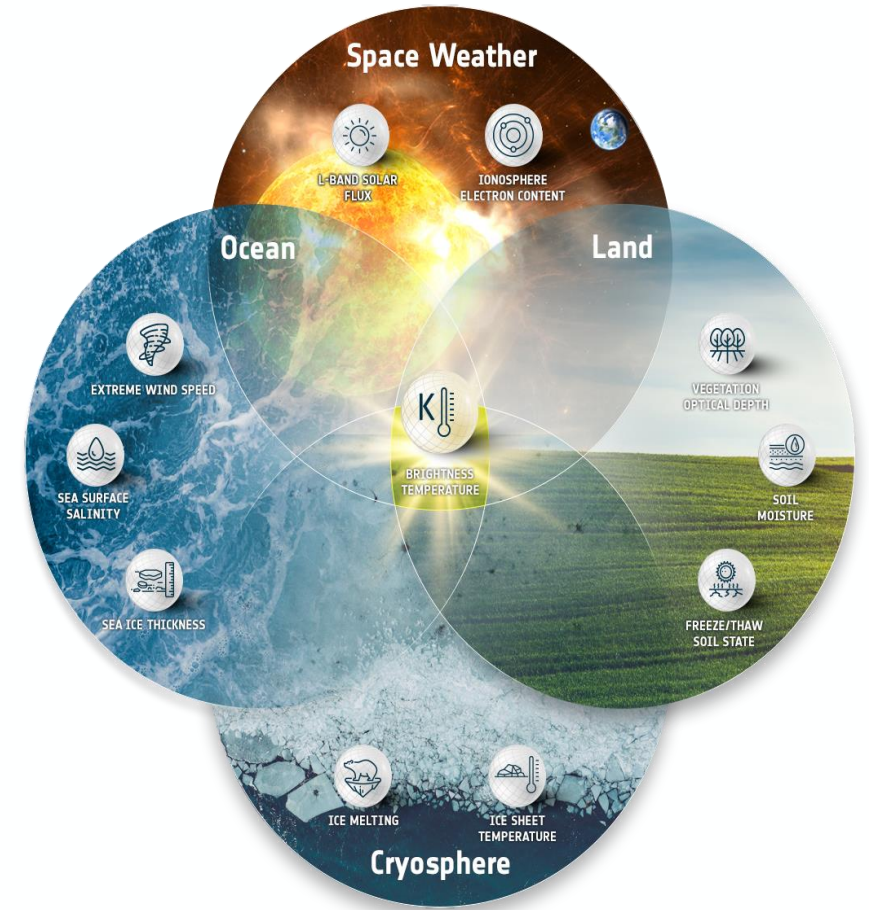 Space Weather
L-BAND SOLAR
FLUX
IONOSPHERE
ELECTRON CONTENT
Ocean
Land
EXTREME WIND SPEED
VEGETATION
OPTICAL DEPTH
K
BRIGHTNESS
TEMPERATURE
SEA SURFACE
SALINITY
SOIL
MOISTURE
SEA ICE THICKNESS
FREEZE/THAW
SOIL STATE
ICE MELTING
ICE SHEET
TEMPERATURE
Cryosphere